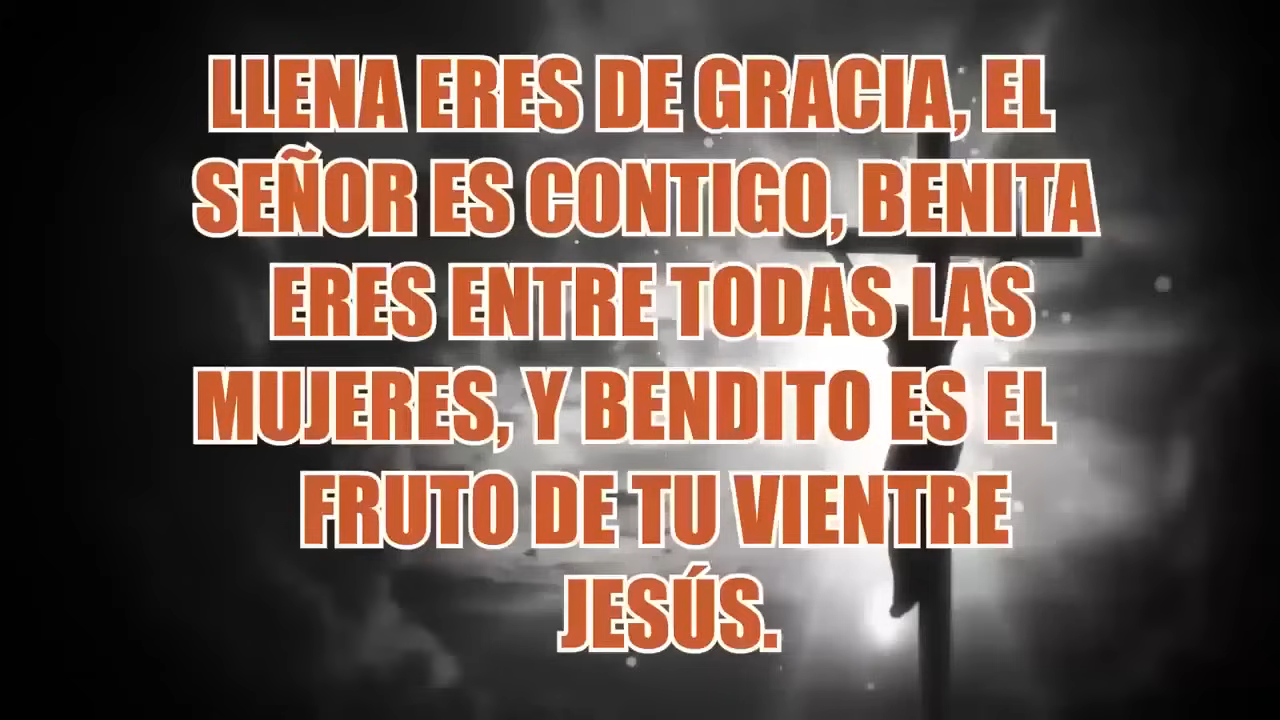 LLENA ERES DE GRACIA, EL
SEÑOR ES CONTIGO, BENITA
ERES ENTRE TODAS LAS
MUJERES, Y BENDITO ES EL
FRUTO DE TU VIENTRE
JESÚS.